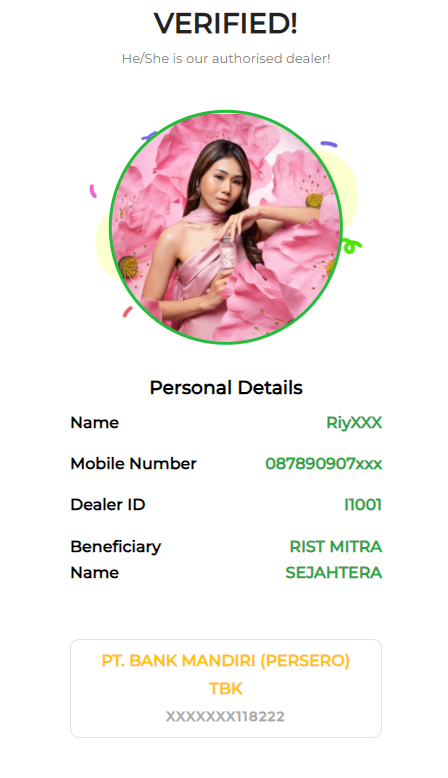 VERIFIED!
He/She is our authorised dealer!
Personal Details
Name RiyXXX
Mobile Number 087890907xxx
Dealer ID I1001
Beneficiary RIST MITRA
Name SEJAHTERA
PT. BANK MANDIRI (PERSERO)
TBK
XXXXXXX118222